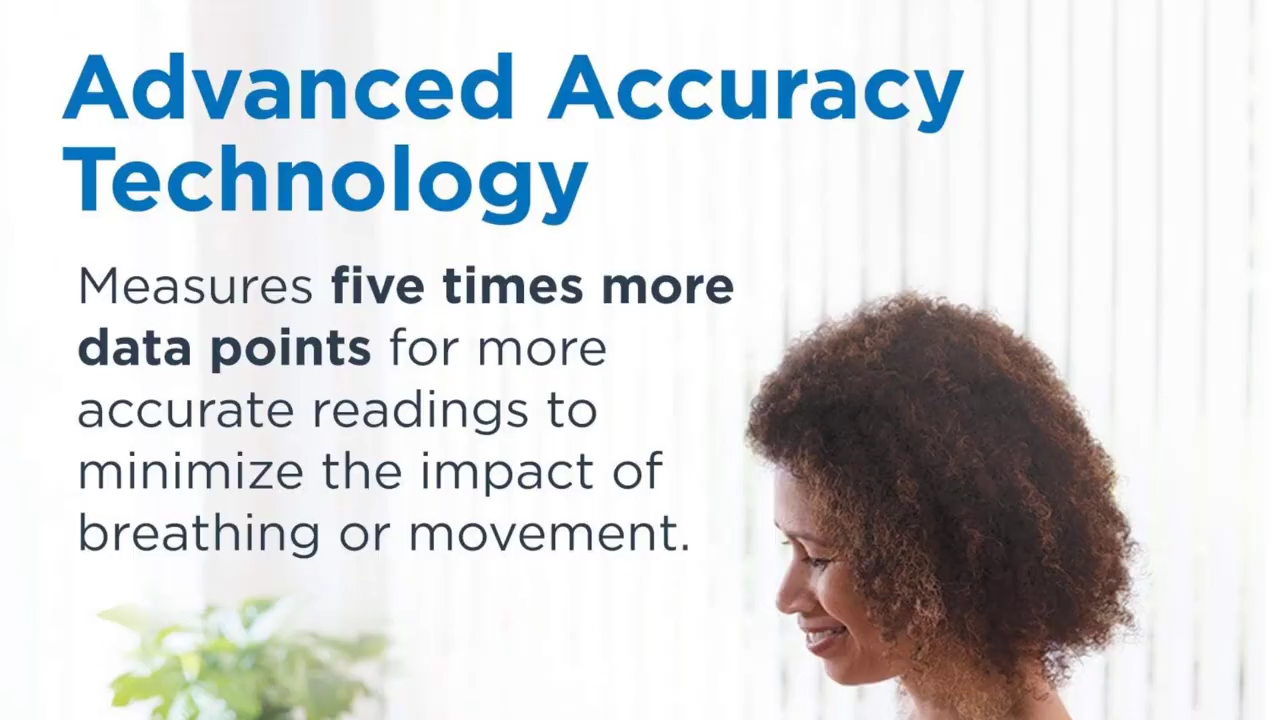 Advanced Accuracy
Technology
Measures five times more
data points for more
accurate readings to
minimize the impact of
breathing or movement.